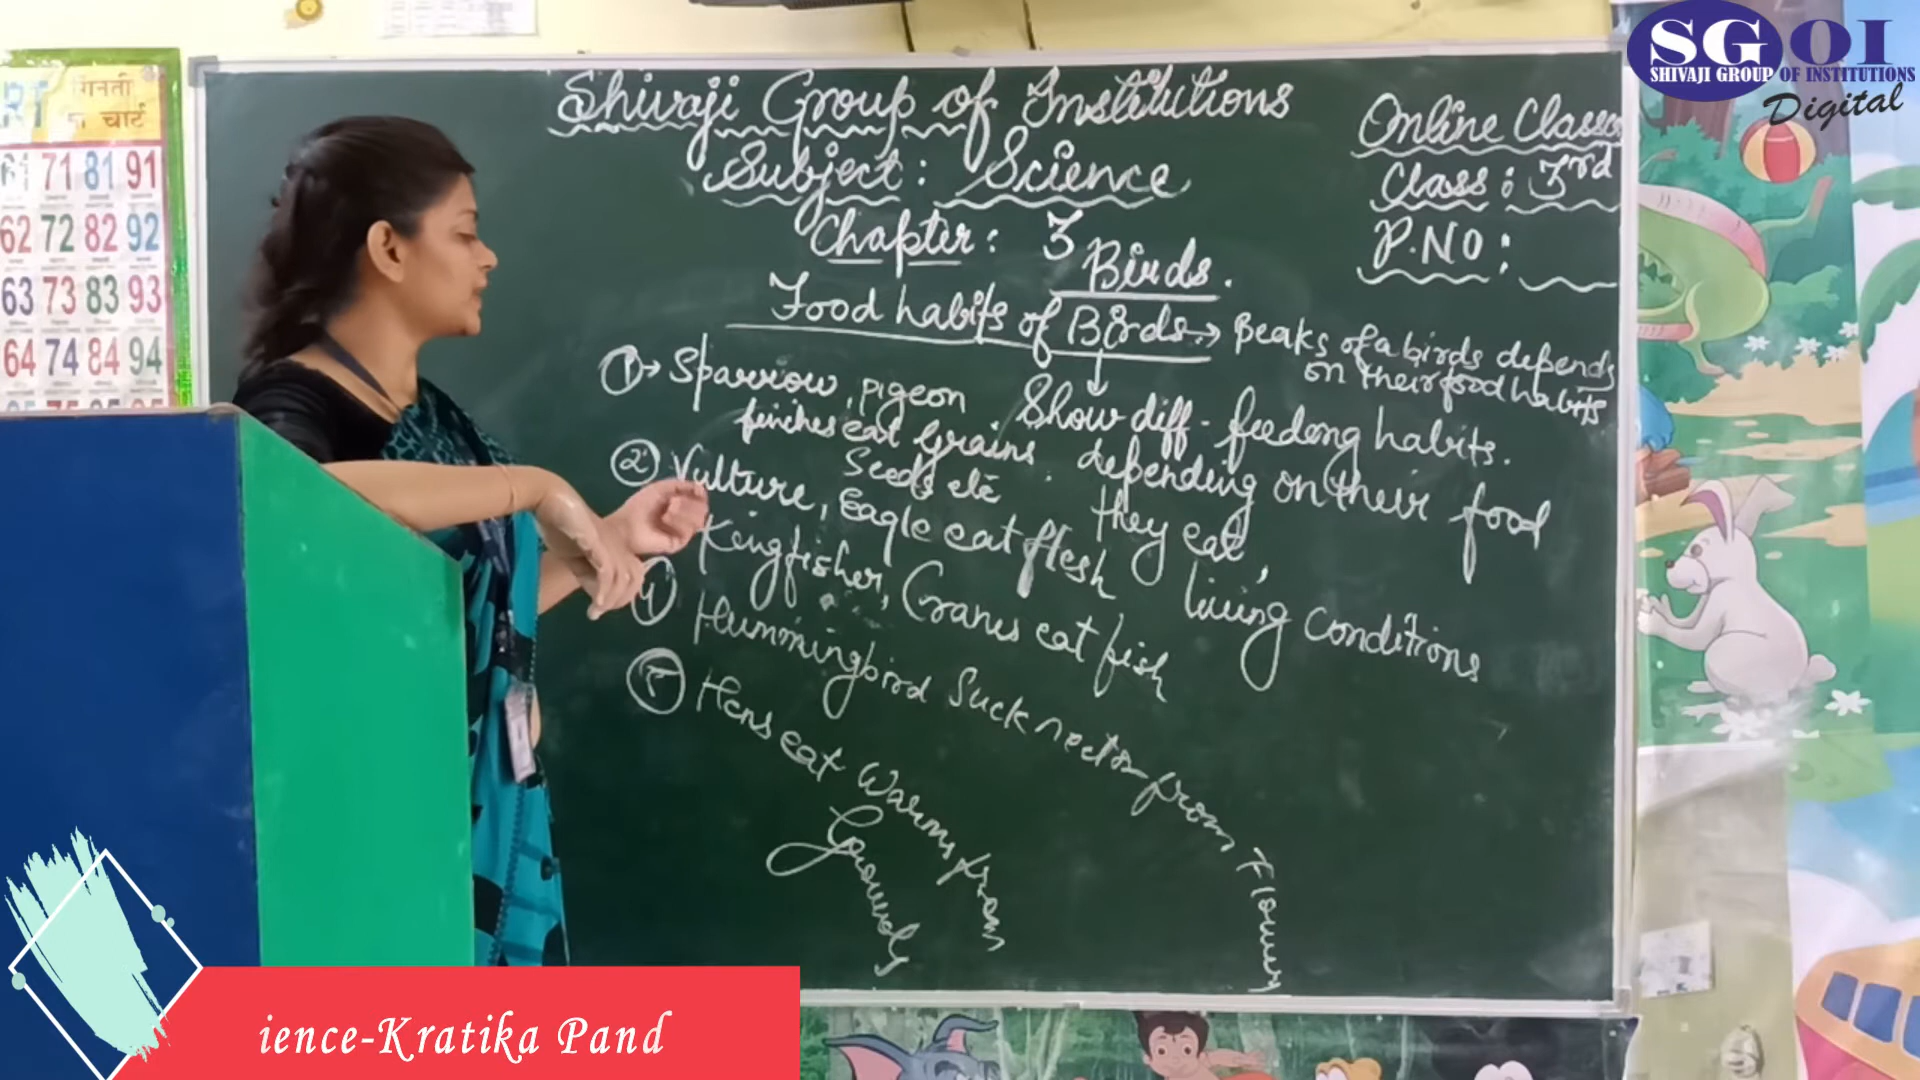 SGOI
SHIVAJI GROUP OF INSTITUTIONS
Digital
गिनती
चार्ट
61 71 81 91
62 72 82 92
63 73 83 93
64 74 84 94
Shivaji Group of Institutions
Subject: Science
Chapter: 3 Birds.
Online Classes
Class: 3rd
P.NO:
Food habits of Birds. → Beaks of a birds depends
on their food habits
① → Sparrow, pigeon
finches eat Grains
Seeds etc
Show diff - feeding habits.
depending on their food
they eat,
living conditions
② Vulture, Eagle eat flesh
Kingfisher, Cranes eat fish
4 Hummingbird Suck nectar from Flowers
⑤ Hens eat Warms from
Grounds
ience-Kratika Pand